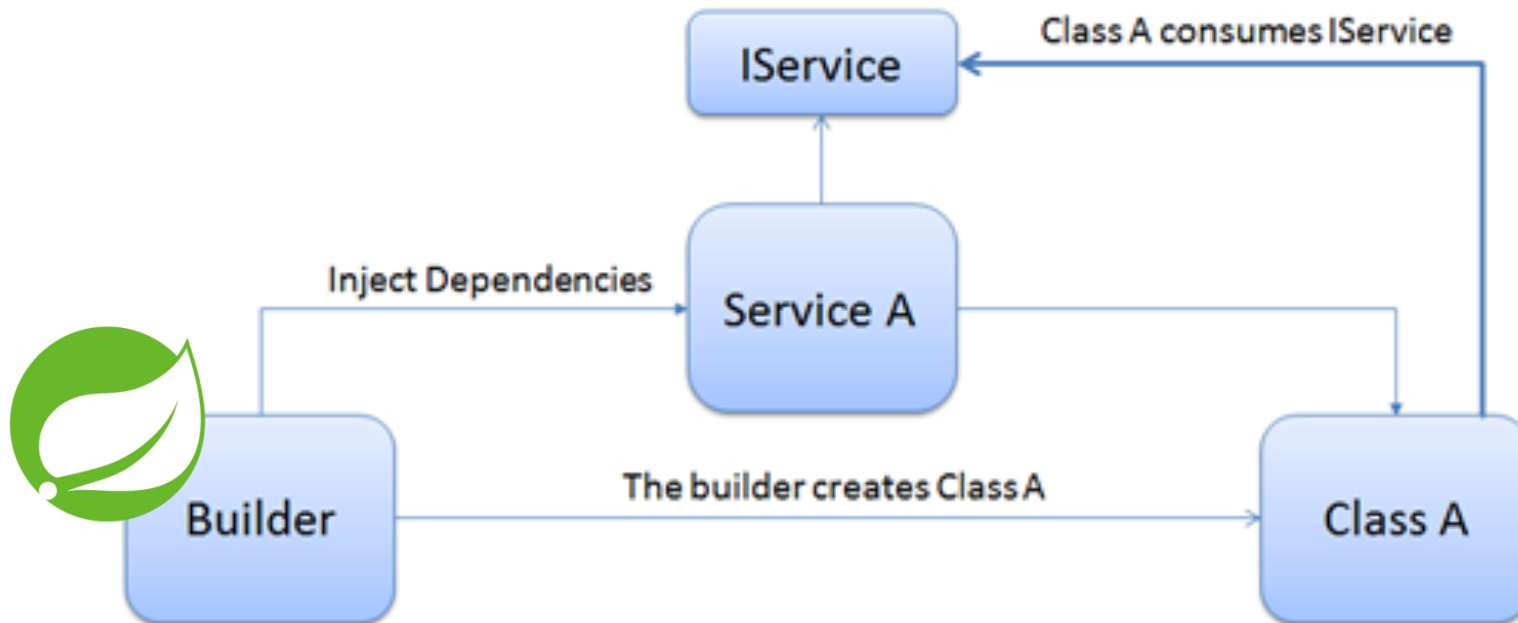 Class A consumes IService
IService
Inject Dependencies
Service A
The builder creates Class A
Builder
Class A